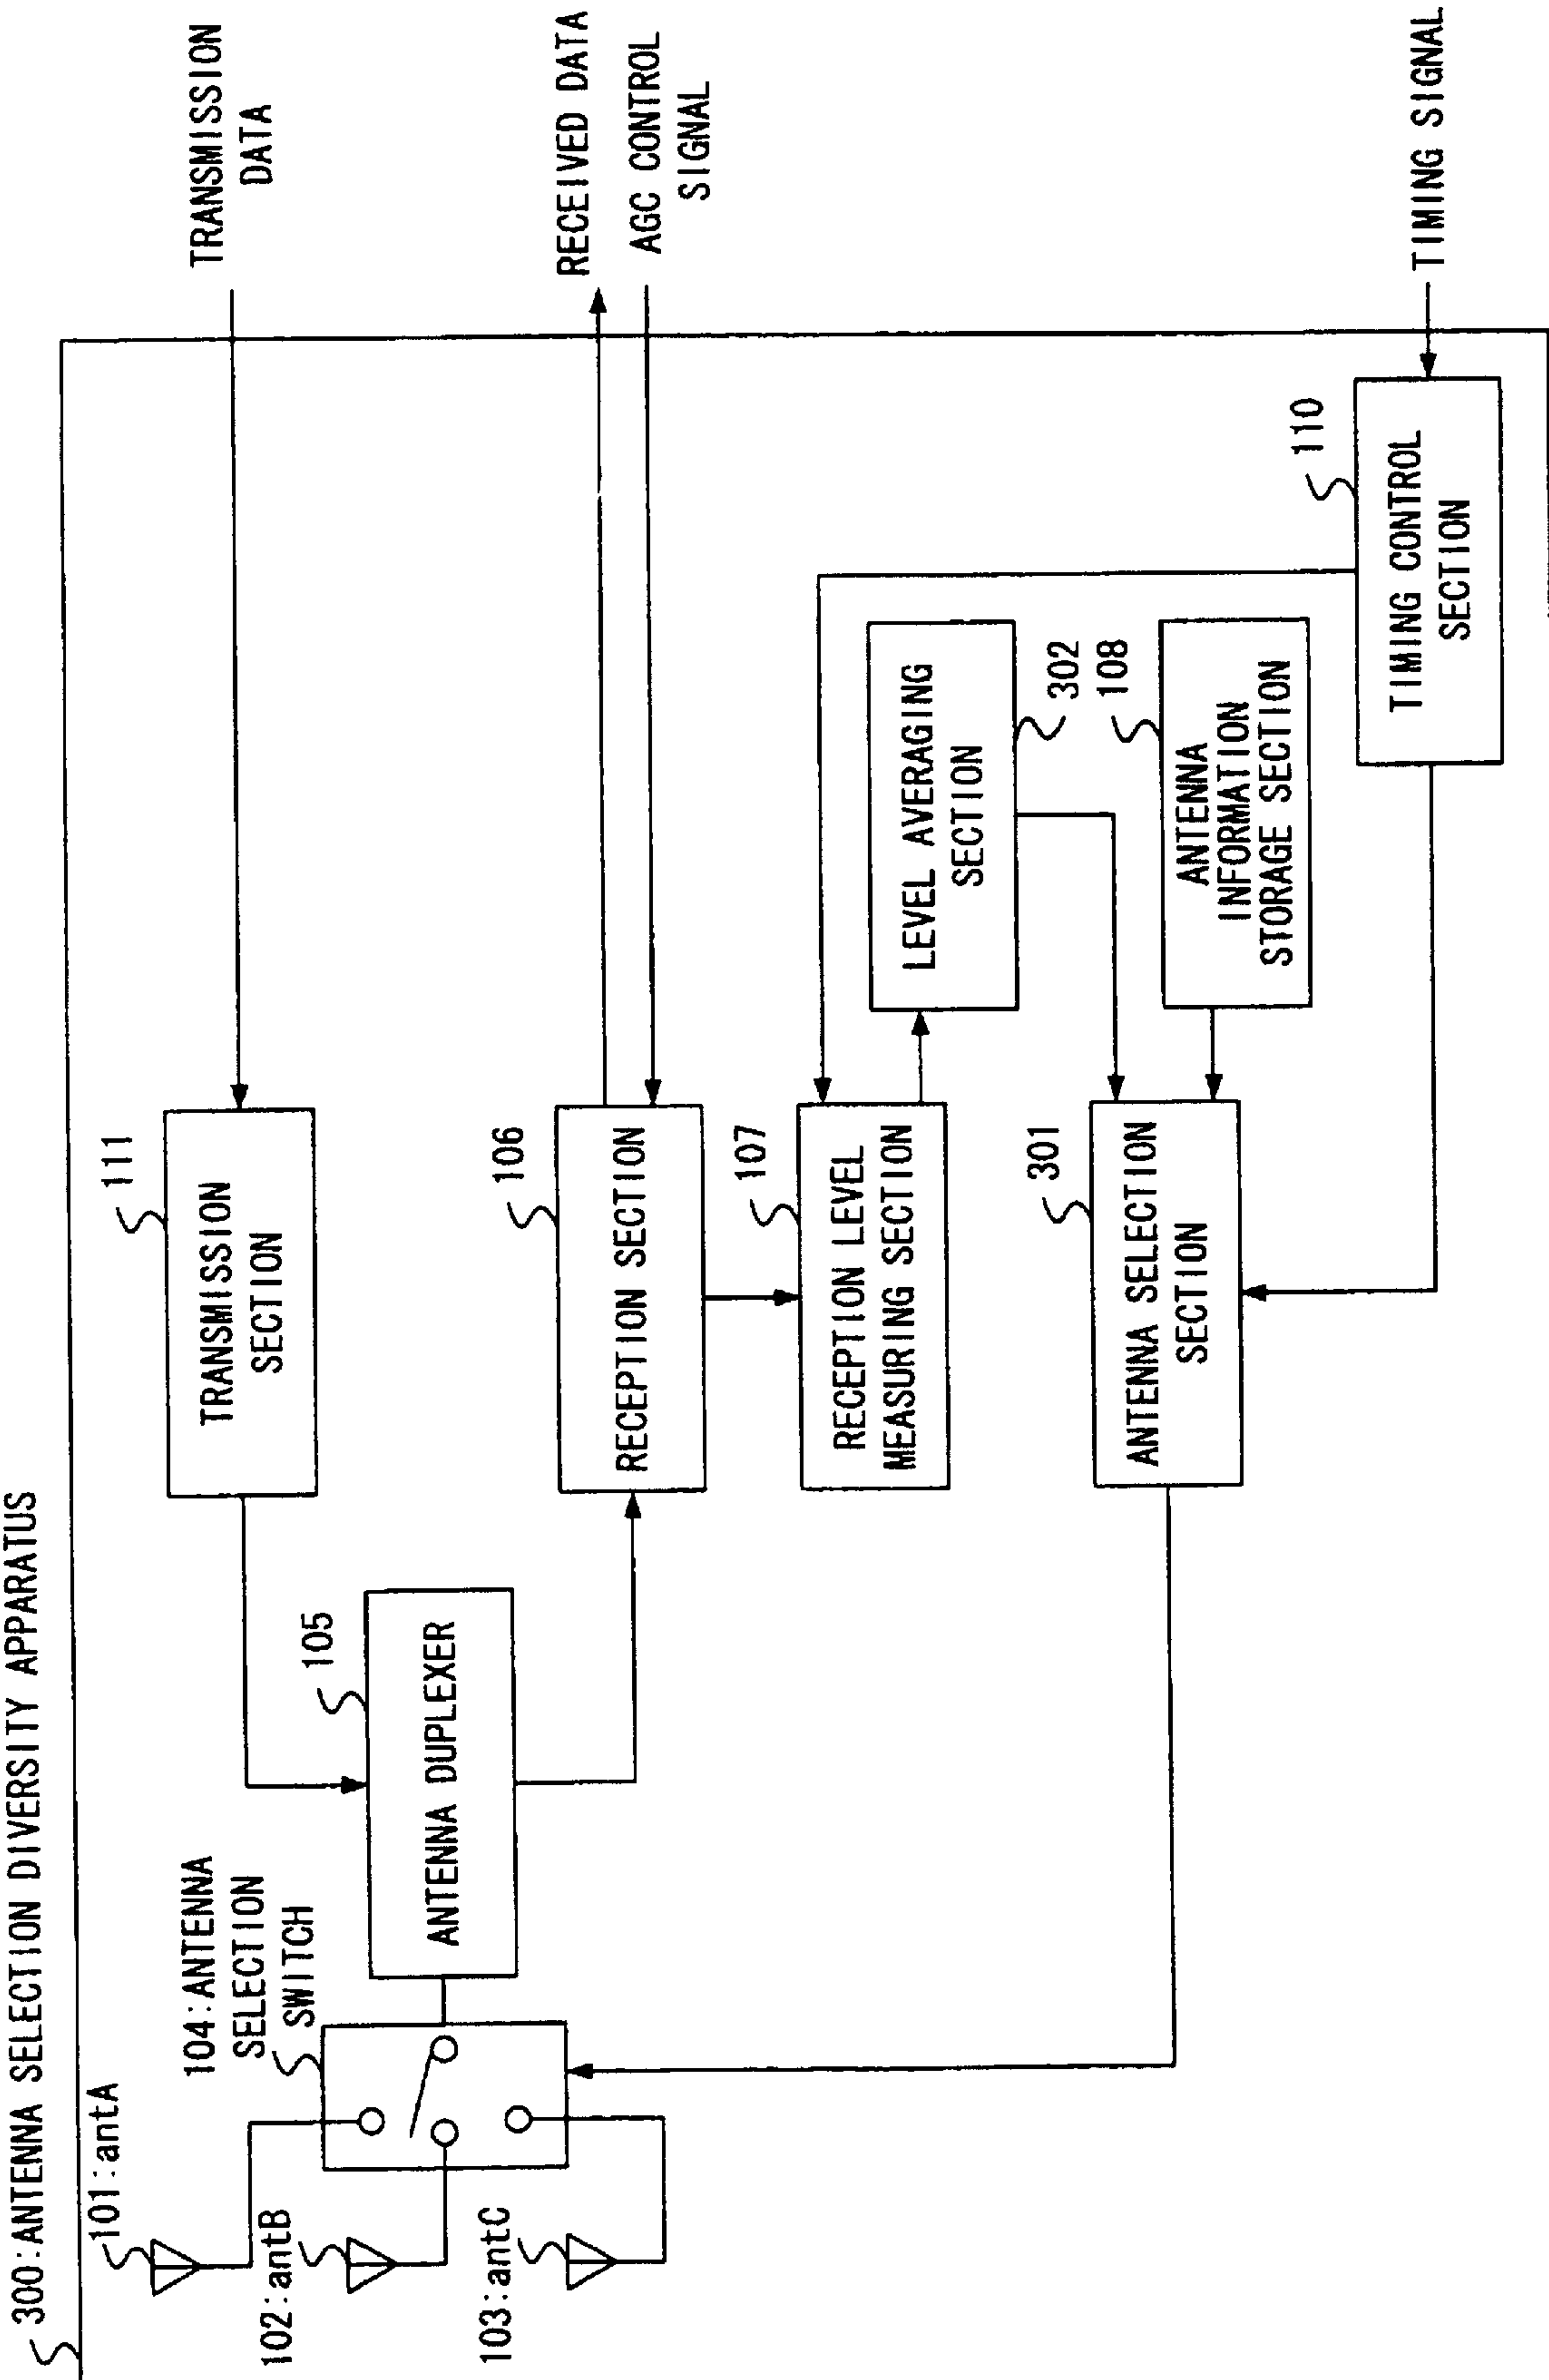 300:ANTENNA SELECTION DIVERSITY APPARATUS
101:antA
102:antB
103:antC
104:ANTENNA
SELECTION
SWITCH
105
ANTENNA DUPLEXER
111
TRANSMISSION
SECTION
TRANSMISSION
DATA
106
RECEPTION SECTION
RECEIVED DATA
AGC CONTROL
SIGNAL
107
RECEPTION LEVEL
MEASURING SECTION
LEVEL AVERAGING
SECTION
302
108
ANTENNA
INFORMATION
STORAGE SECTION
301
ANTENNA SELECTION
SECTION
110
TIMING CONTROL
SECTION
TIMING SIGNAL